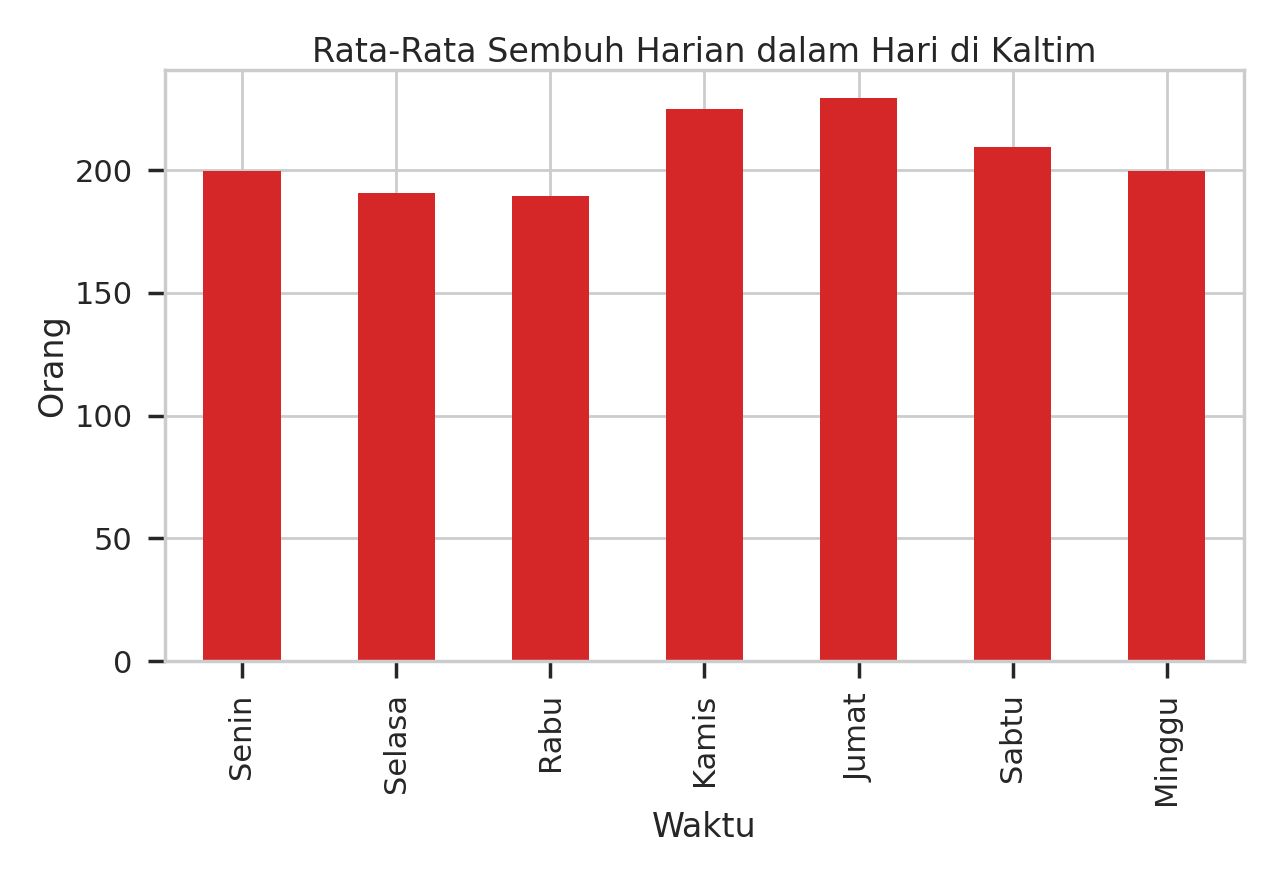 Rata-Rata Sembuh Harian dalam Hari di Kaltim
Orang
200
150
100
50
0
Senin
Selasa
Rabu
Kamis
Jumat
Sabtu
Minggu
Waktu